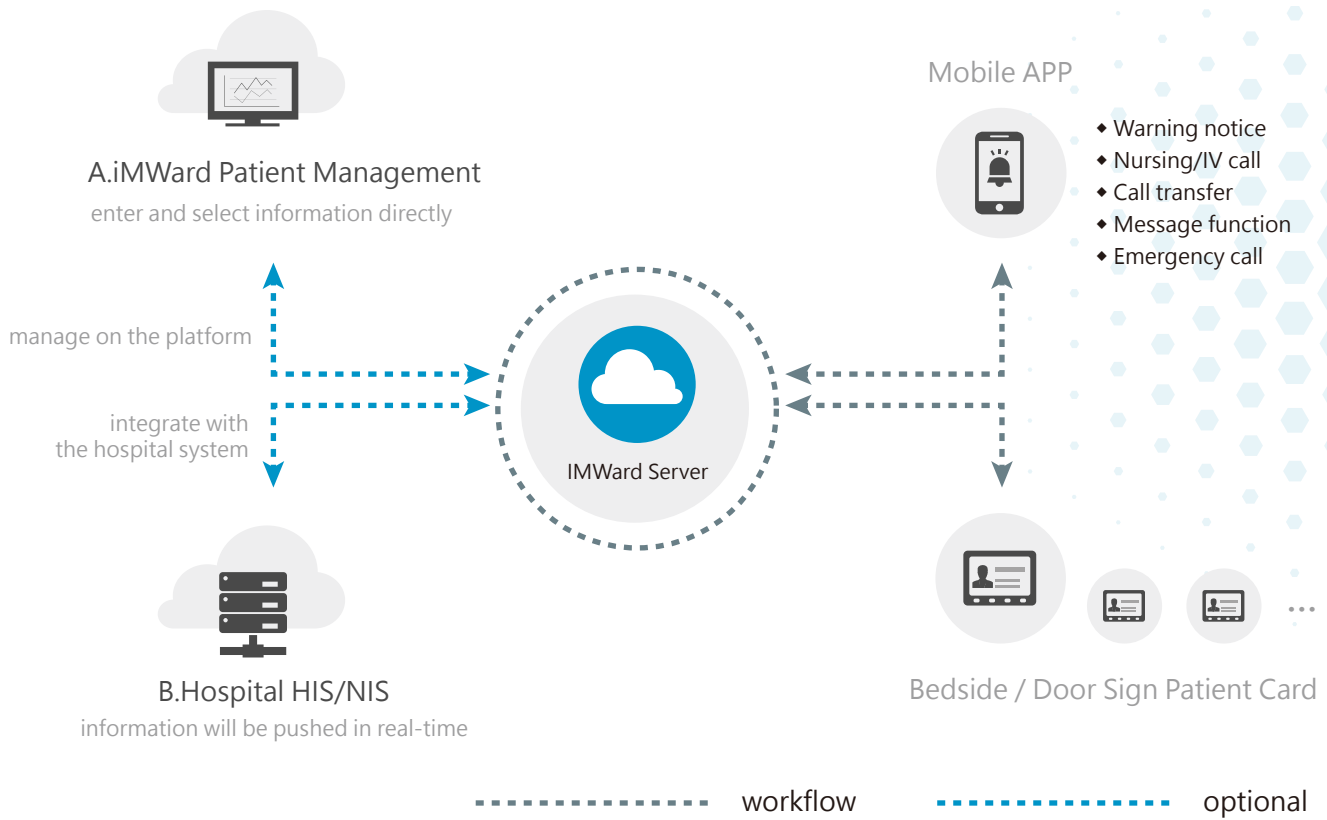 A.iMWard Patient Management
enter and select information directly
manage on the platform
integrate with
the hospital system
B.Hospital HIS/NIS
information will be pushed in real-time
IMWard Server
Mobile APP
◆ Warning notice
◆ Nursing/IV call
◆ Call transfer
◆ Message function
◆ Emergency call
...
Bedside / Door Sign Patient Card
workflow
optional